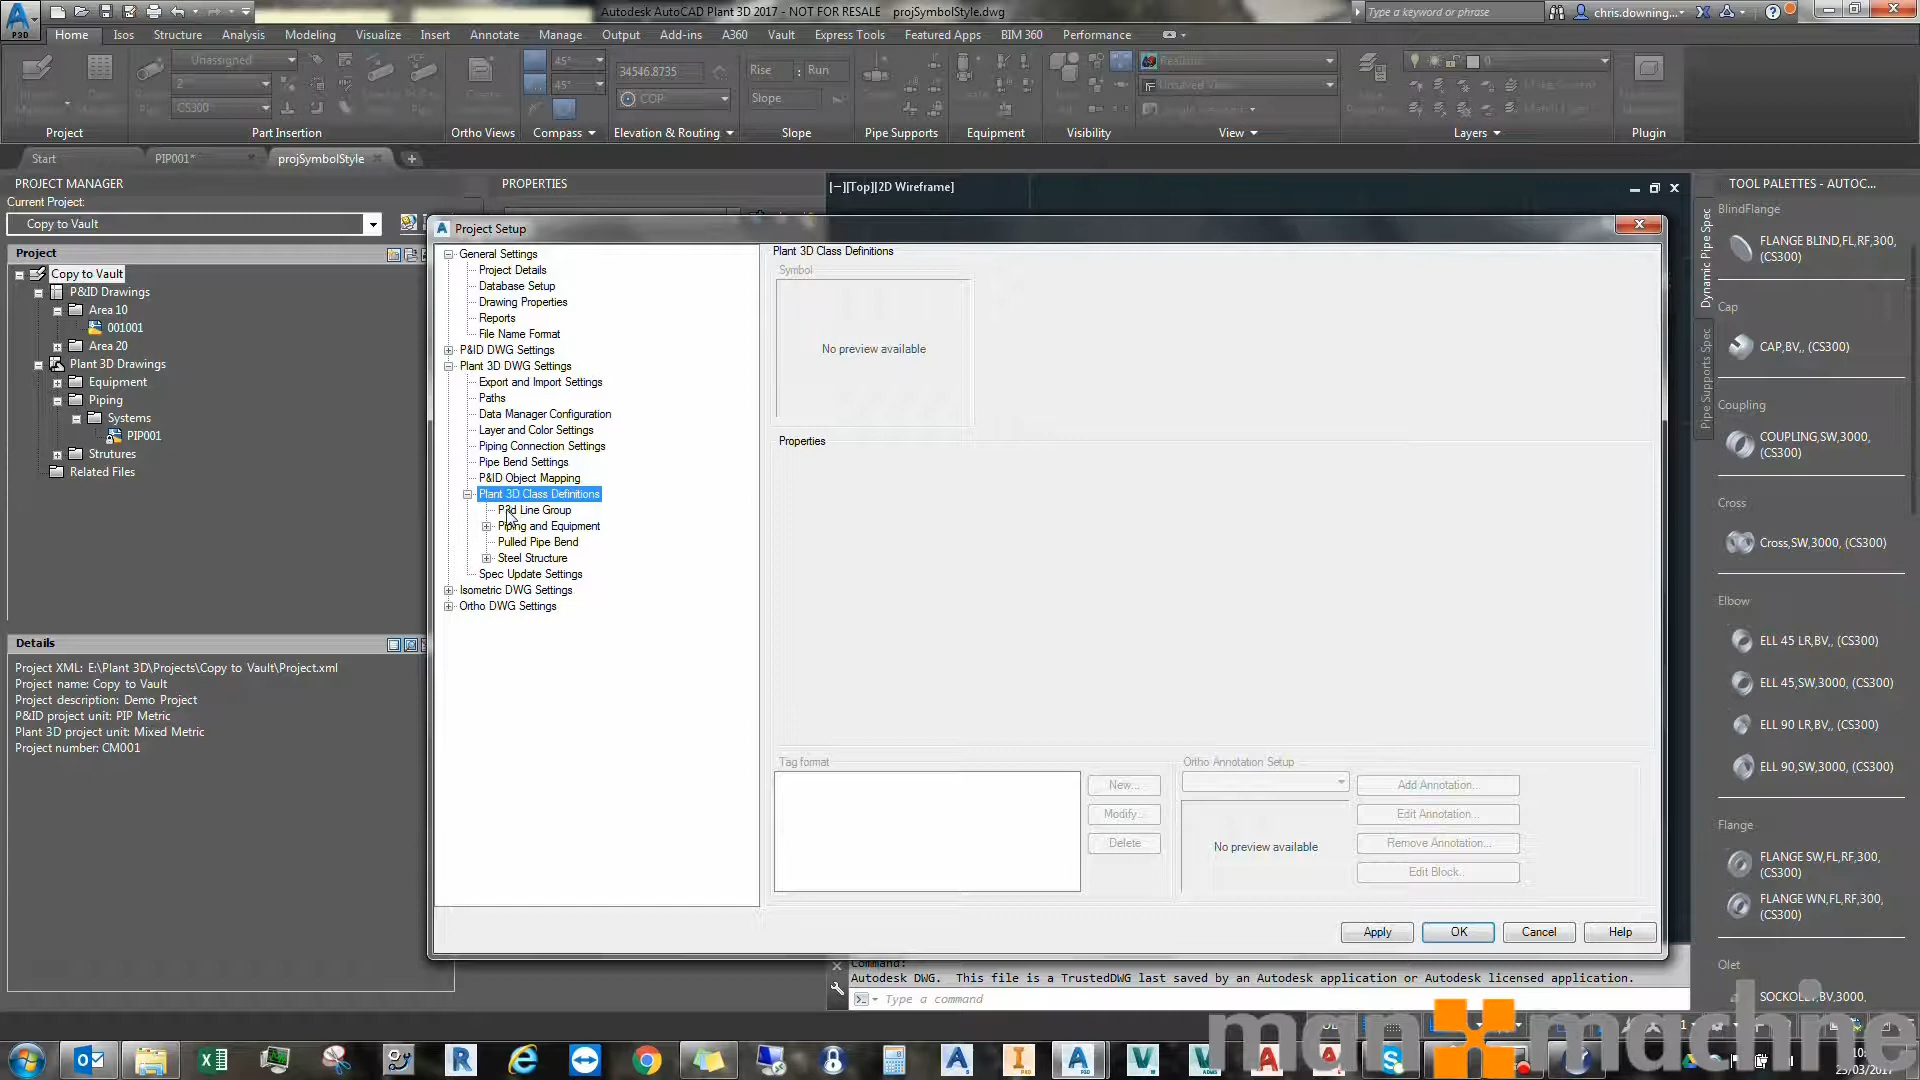 Autodesk AutoCAD Plant 3D 2017 - NOT FOR RESALE   projSymbolStyle.dwg
Type a keyword or phrase
chris.downing...
P3D
Home
Isos
Structure
Analysis
Modeling
Visualize
Insert
Annotate
Manage
Output
Add-ins
A360
Vault
Express Tools
Featured Apps
BIM 360
Performance
Unassigned
45°
34546.8735
Rise : Run
Realistic
0
2"
45°
COP
Slope
Unsaved View
CS300
Project
Part Insertion
Ortho Views
Compass
Elevation & Routing
Slope
Pipe Supports
Equipment
Visibility
View
Layers
Plugin
Start
PIP001*
projSymbolStyle
PROJECT MANAGER
Current Project:
Copy to Vault
Project
Copy to Vault
P&ID Drawings
Area 10
001001
Area 20
Plant 3D Drawings
Equipment
Piping
Systems
PIP001
Strutures
Related Files
Details
Project XML: E:\Plant 3D\Projects\Copy to Vault\Project.xml
Project name: Copy to Vault
Project description: Demo Project
P&ID project unit: PIP Metric
Plant 3D project unit: Mixed Metric
Project number: CM001
PROPERTIES
[−][Top][2D Wireframe]
Project Setup
General Settings
Project Details
Database Setup
Drawing Properties
Reports
File Name Format
P&ID DWG Settings
Plant 3D DWG Settings
Export and Import Settings
Paths
Data Manager Configuration
Layer and Color Settings
Piping Connection Settings
Pipe Bend Settings
P&ID Object Mapping
Plant 3D Class Definitions
P3d Line Group
Piping and Equipment
Pulled Pipe Bend
Steel Structure
Spec Update Settings
Isometric DWG Settings
Ortho DWG Settings
Plant 3D Class Definitions
Symbol
No preview available
Properties
Tag format
New...
Modify...
Delete
Ortho Annotation Setup
No preview available
Add Annotation...
Edit Annotation...
Remove Annotation...
Edit Block...
Apply
OK
Cancel
Help
Command:
Autodesk DWG.  This file is a TrustedDWG last saved by an Autodesk application or Autodesk licensed application.
Type a command
TOOL PALETTES - AUTOC...
Dynamic Pipe Spec
Pipe Supports Spec
BlindFlange
FLANGE BLIND,FL,RF,300,
(CS300)
Cap
CAP,BV,, (CS300)
Coupling
COUPLING,SW,3000,
(CS300)
Cross
Cross,SW,3000, (CS300)
Elbow
ELL 45 LR,BV,, (CS300)
ELL 45,SW,3000, (CS300)
ELL 90 LR,BV,, (CS300)
ELL 90,SW,3000, (CS300)
Flange
FLANGE SW,FL,RF,300,
(CS300)
FLANGE WN,FL,RF,300,
(CS300)
Olet
SOCKOLET,BV,3000,
man machine
23/03/2017